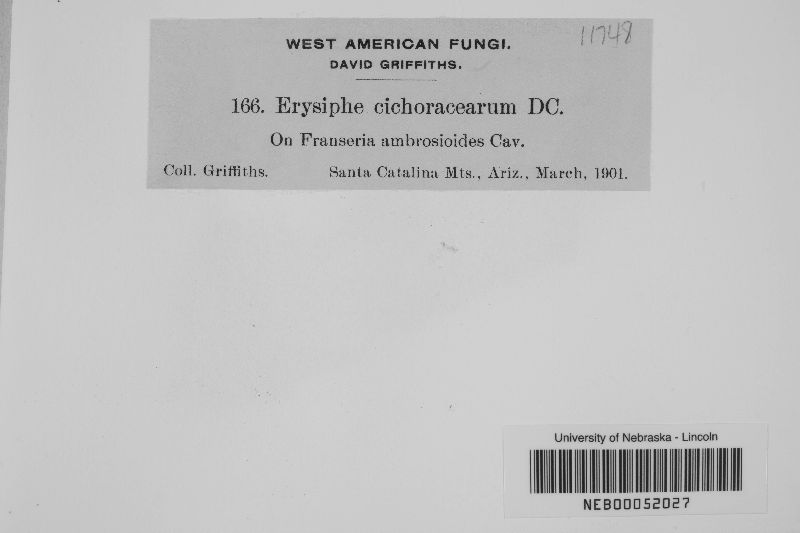 11748
WEST AMERICAN FUNGI.
DAVID GRIFFITHS.
166. Erysiphe cichoracearum DC.
On Franseria ambrosioides Cav.
Coll. Griffiths. Santa Catalina Mts., Ariz., March, 1901.
University of Nebraska - Lincoln
NEB00052027